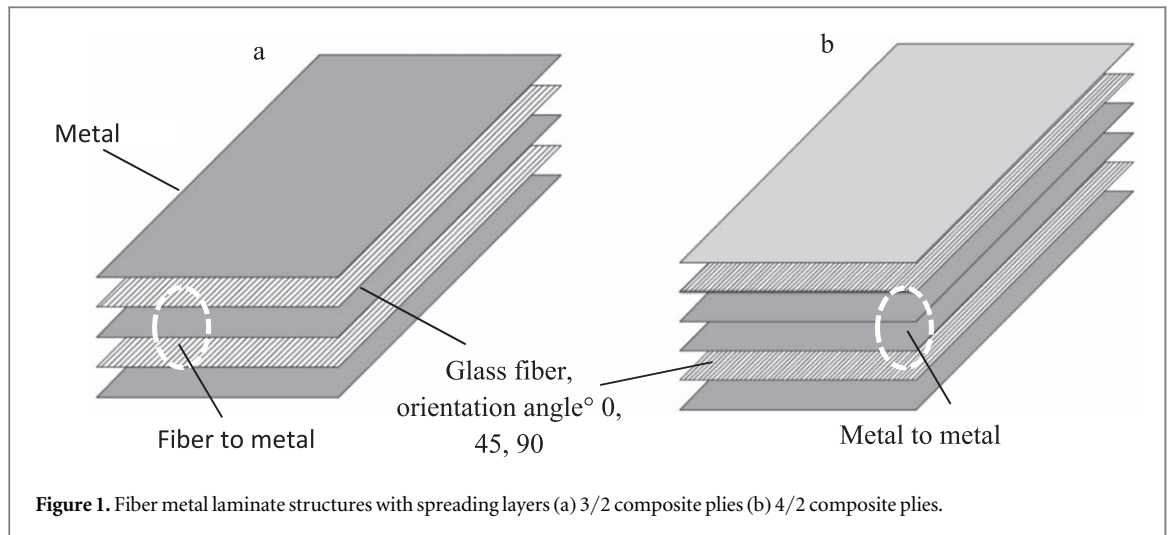 a
b
Metal
Glass fiber,
orientation angle° 0,
45, 90
Fiber to metal
Metal to metal
Figure 1. Fiber metal laminate structures with spreading layers (a) 3/2 composite plies (b) 4/2 composite plies.